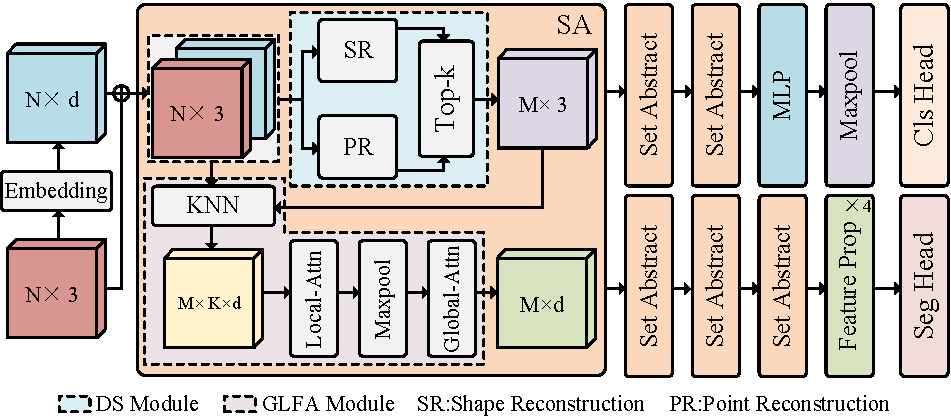 N× d
Embedding
N× 3
SA
N× 3
SR
PR
Top-k
M× 3
KNN
M× K×d
Local-Attn
Maxpool
Global-Attn
M×d
Set Abstract
Set Abstract
MLP
Maxpool
Cls Head
Set Abstract
Set Abstract
Set Abstract
Feature Prop ×4
Seg Head
DS Module GLFA Module SR:Shape Reconstruction PR:Point Reconstruction